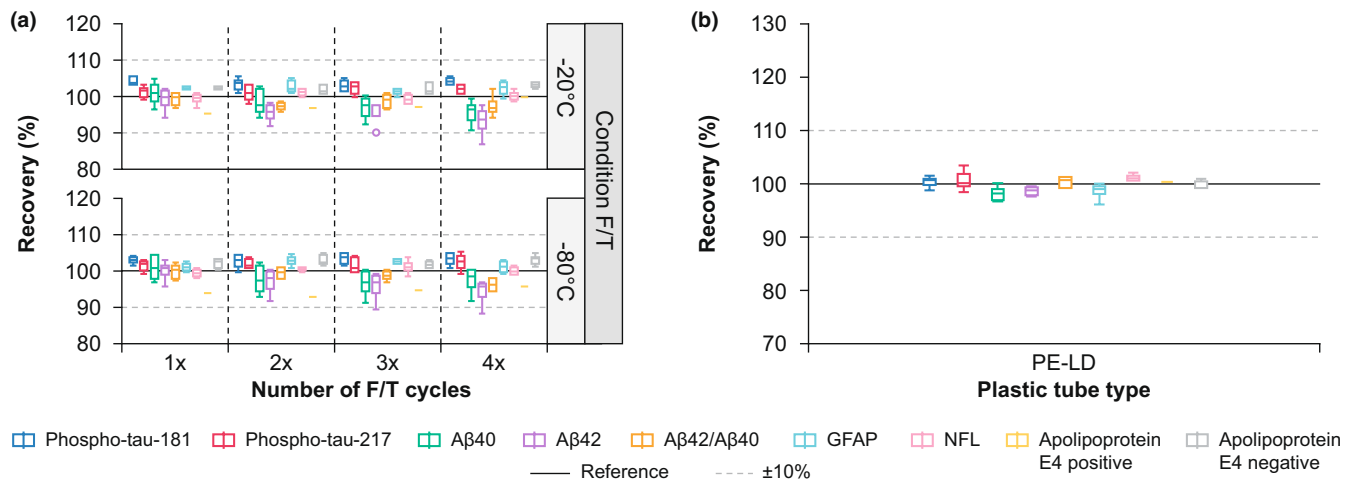 (a)
120
110
100
90
80
Recovery (%)
-20°C
120
110
100
90
80
Recovery (%)
-80°C
Condition F/T
1x 2x 3x 4x
Number of F/T cycles
(b)
130
120
110
100
90
80
70
Recovery (%)
PE-LD
Plastic tube type
Phospho-tau-181 Phospho-tau-217 Aβ40 Aβ42 Aβ42/Aβ40 GFAP NFL Apolipoprotein Apolipoprotein
E4 positive E4 negative
Reference ±10%